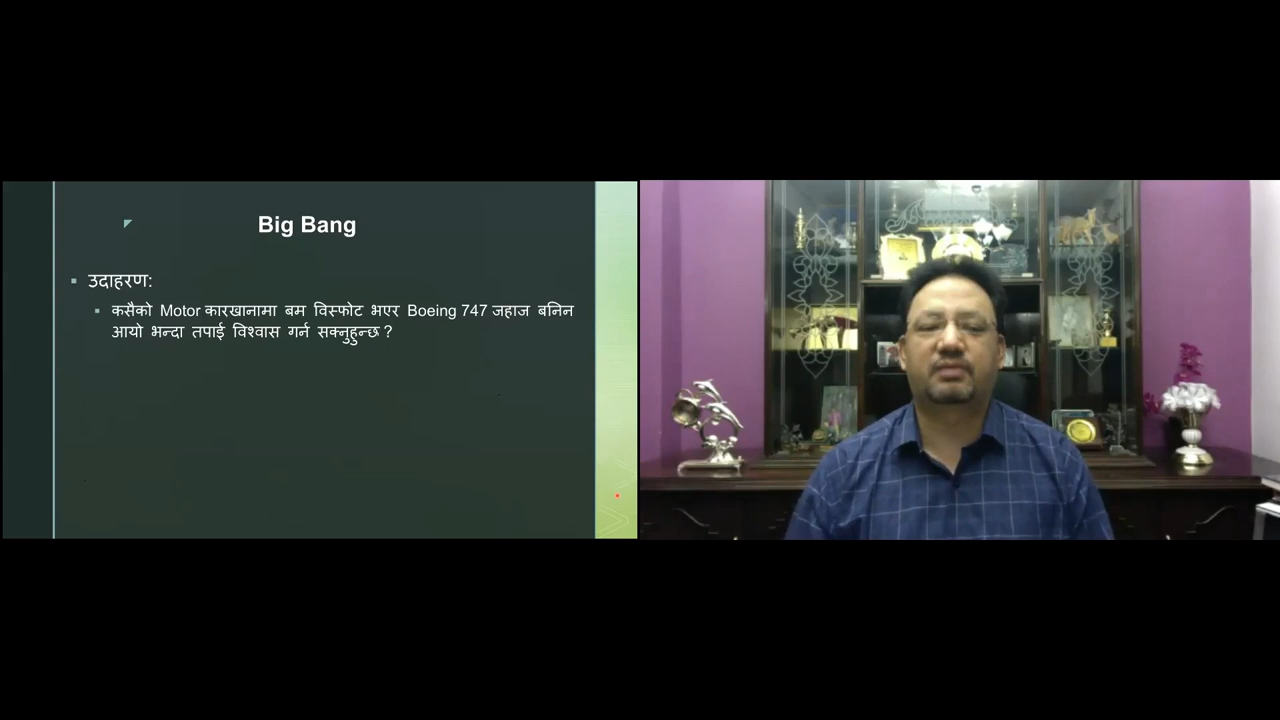 Big Bang
उदाहरण:
कसैको Motor कारखानामा बम विस्फोट भएर Boeing 747 जहाज बनिन
आयो भन्दा तपाई विश्वास गर्न सक्नुहुन्छ ?